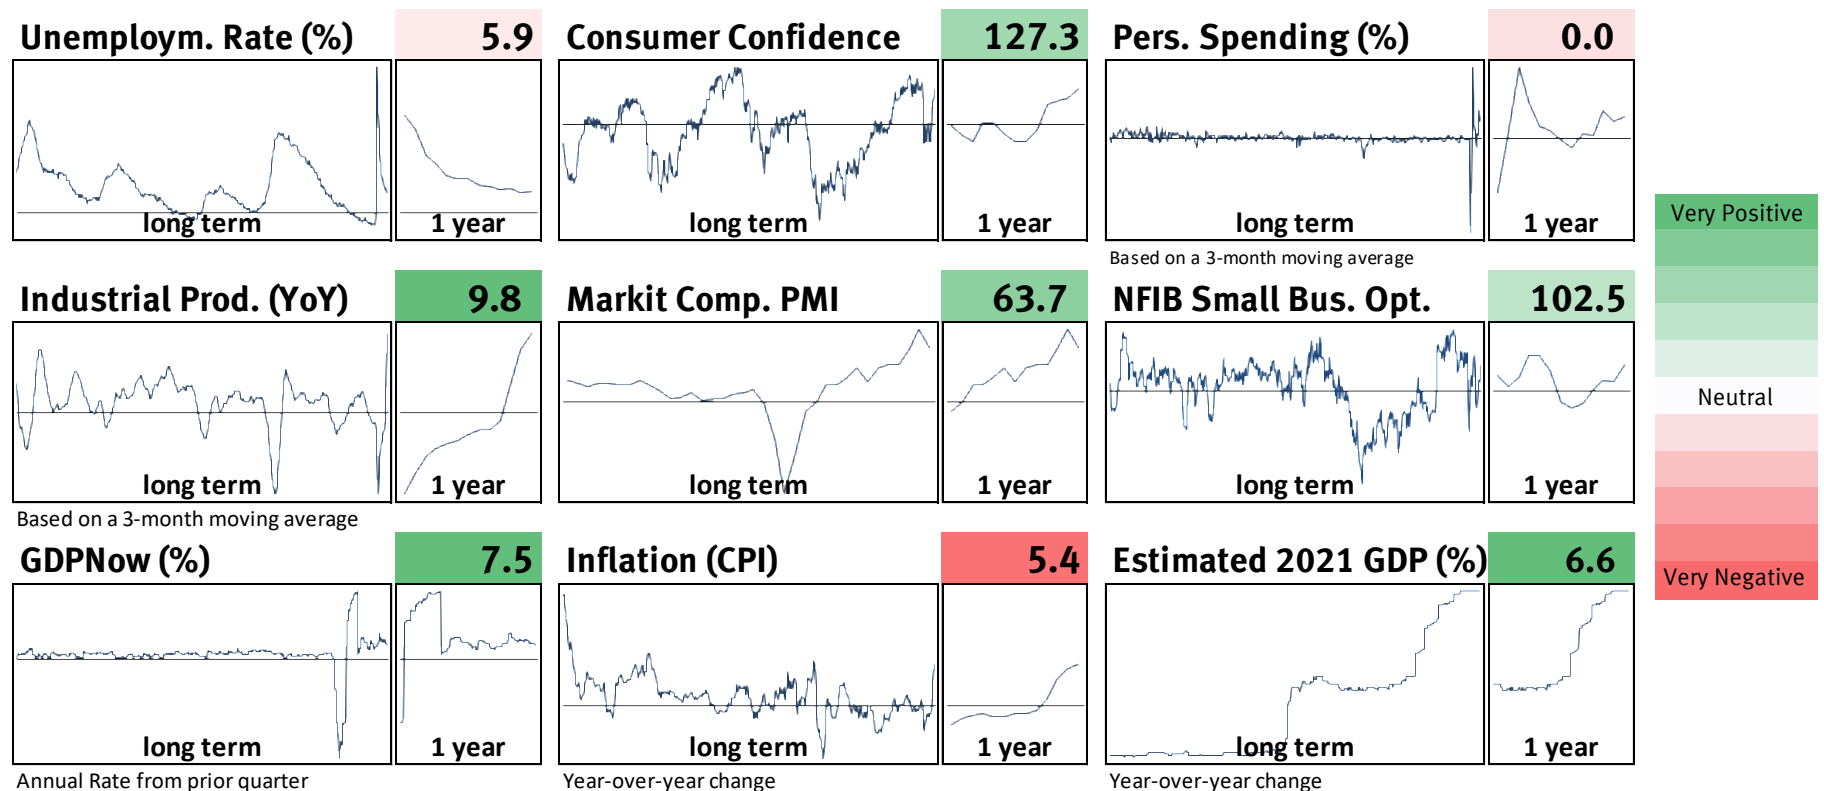 Unemploym. Rate (%) 5.9
long term 1 year
Consumer Confidence 127.3
long term 1 year
Pers. Spending (%) 0.0
long term 1 year
Based on a 3-month moving average
Industrial Prod. (YoY) 9.8
long term 1 year
Based on a 3-month moving average
Markit Comp. PMI 63.7
long term 1 year
NFIB Small Bus. Opt. 102.5
long term 1 year
GDPNow (%) 7.5
long term 1 year
Annual Rate from prior quarter
Inflation (CPI) 5.4
long term 1 year
Year-over-year change
Estimated 2021 GDP (%) 6.6
long term 1 year
Year-over-year change
Very Positive
Neutral
Very Negative